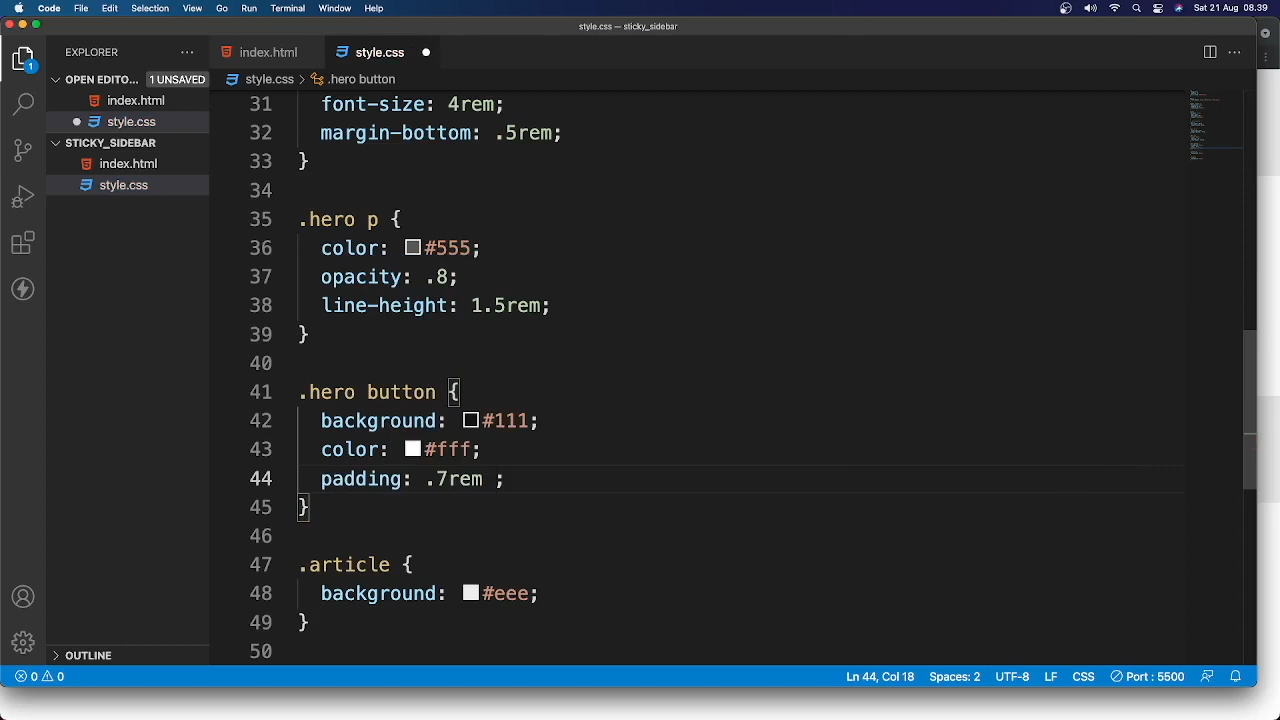 Code File Edit Selection View Go Run Terminal Window Help Sat 21 Aug 08.39
style.css — sticky_sidebar
EXPLORER
index.html
style.css
OPEN EDITO... 1 UNSAVED
style.css > .hero button
index.html
style.css
STICKY_SIDEBAR
index.html
style.css
OUTLINE
1
31 font-size: 4rem;
32 margin-bottom: .5rem;
33 }
34
35 .hero p {
36 color: #555;
37 opacity: .8;
38 line-height: 1.5rem;
39 }
40
41 .hero button {
42 background: #111;
43 color: #fff;
44 padding: .7rem ;
45 }
46
47 .article {
48 background: #eee;
49 }
50
0 0 Ln 44, Col 18 Spaces: 2 UTF-8 LF CSS Port : 5500